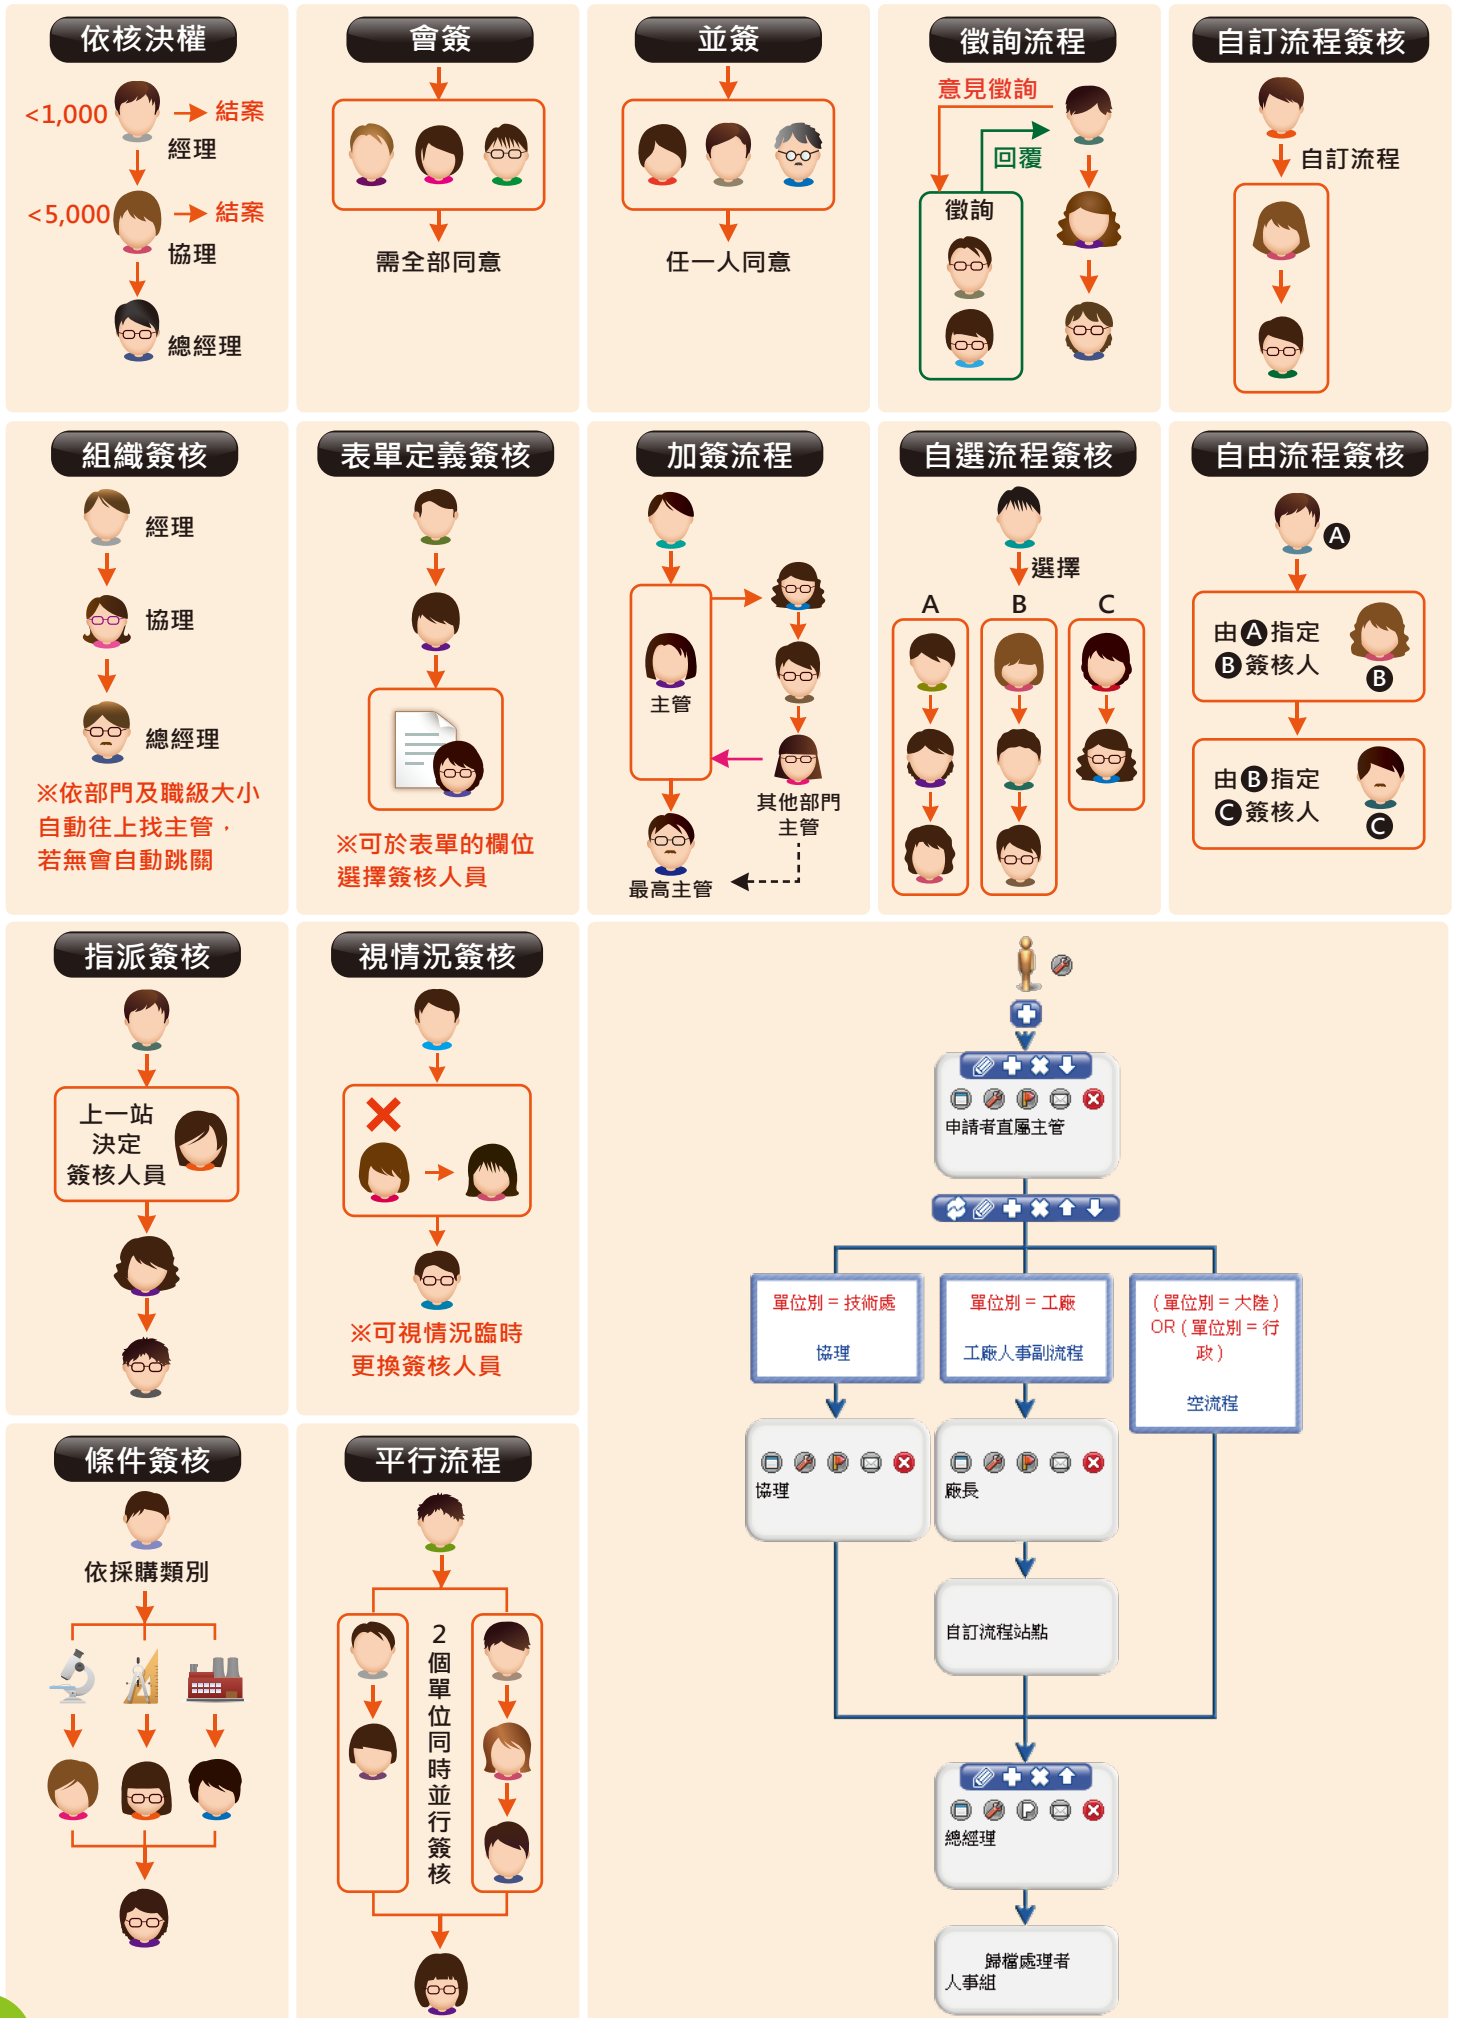 依核決權
<1,000
結案
經理
<5,000
結案
協理
總經理
會簽
需全部同意
並簽
任一人同意
徵詢流程
意見徵詢
回覆
徵詢
自訂流程簽核
自訂流程
組織簽核
經理
協理
總經理
※依部門及職級大小
自動往上找主管，
若無會自動跳關
表單定義簽核
※可於表單的欄位
選擇簽核人員
加簽流程
主管
其他部門
主管
最高主管
自選流程簽核
選擇
A
B
C
自由流程簽核
A
由A指定
B簽核人
B
由B指定
C簽核人
C
指派簽核
上一站
決定
簽核人員
視情況簽核
※可視情況臨時
更換簽核人員
條件簽核
依採購類別
平行流程
2
個
單
位
同
時
並
行
簽
核
申請者直屬主管
單位別 = 技術處
協理
單位別 = 工廠
工廠人事副流程
( 單位別 = 大陸 )
OR ( 單位別 = 行
政 )
空流程
協理
廠長
自訂流程站點
總經理
歸檔處理者
人事組